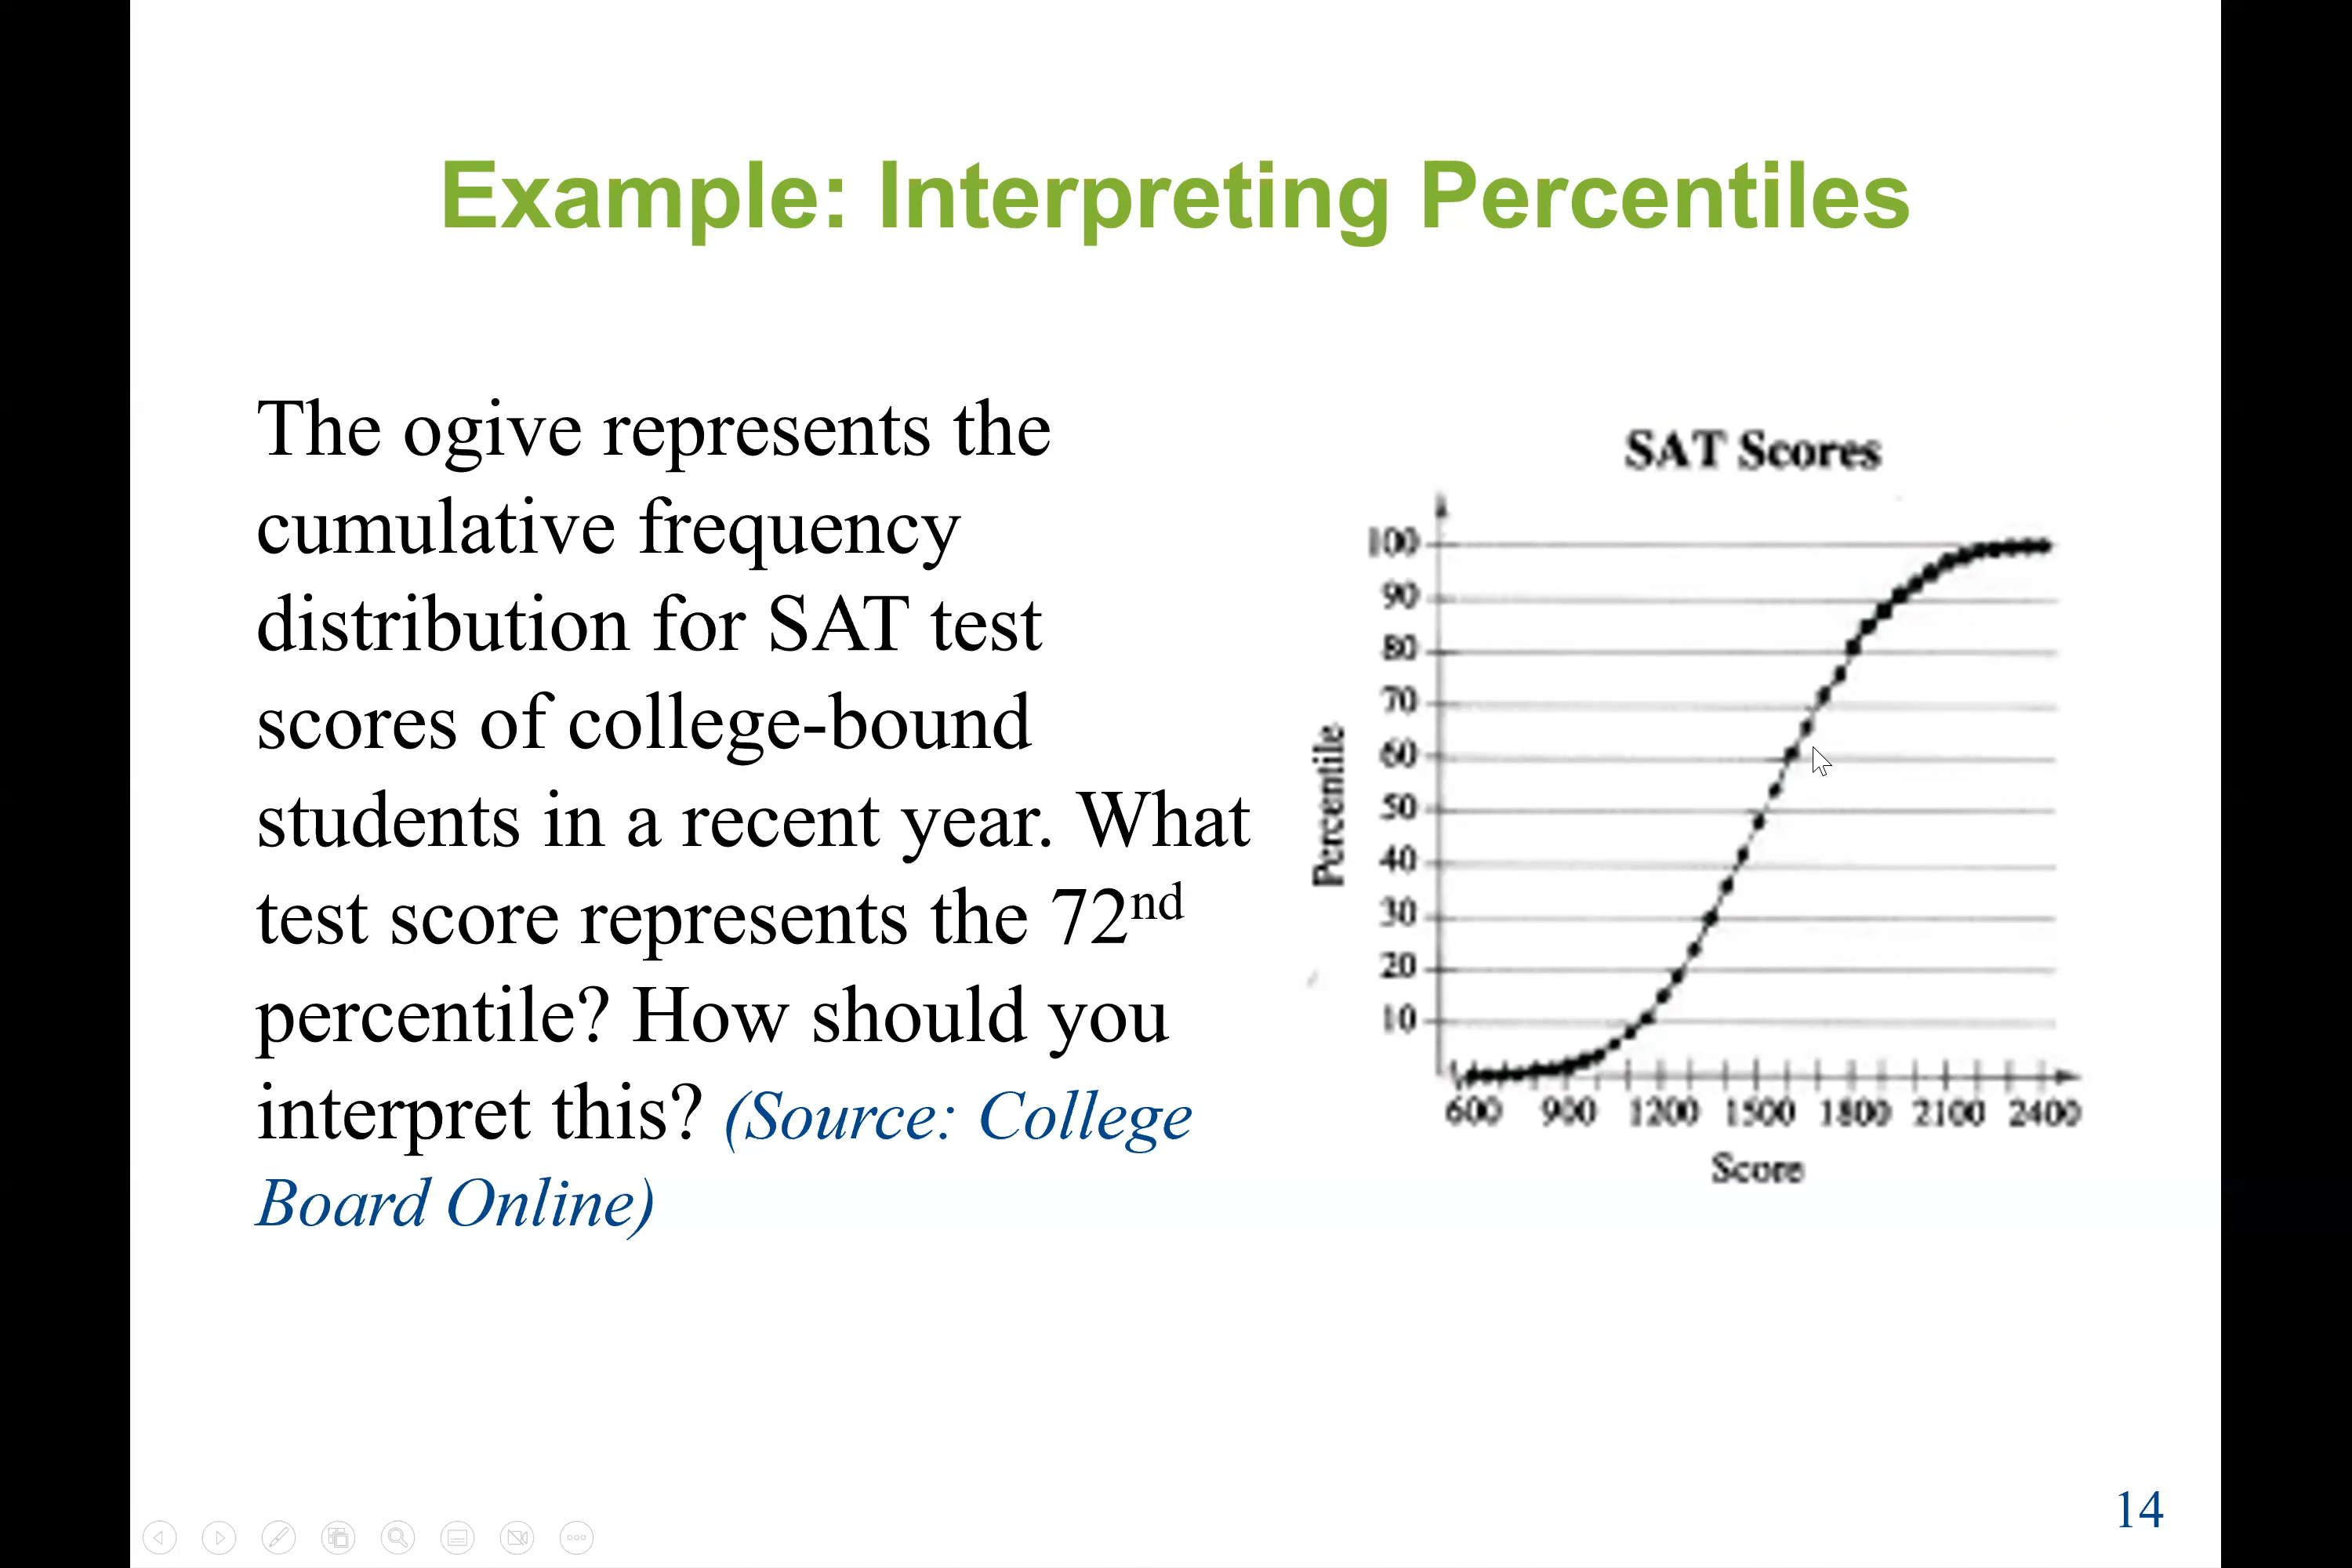 Example: Interpreting Percentiles
The ogive represents the
cumulative frequency
distribution for SAT test
scores of college-bound
students in a recent year. What
test score represents the 72nd
percentile? How should you
interpret this? (Source: College
Board Online)
SAT Scores
Percentile
100
90
80
70
60
50
40
30
20
10
600 900 1200 1500 1800 2100 2400
Score
14